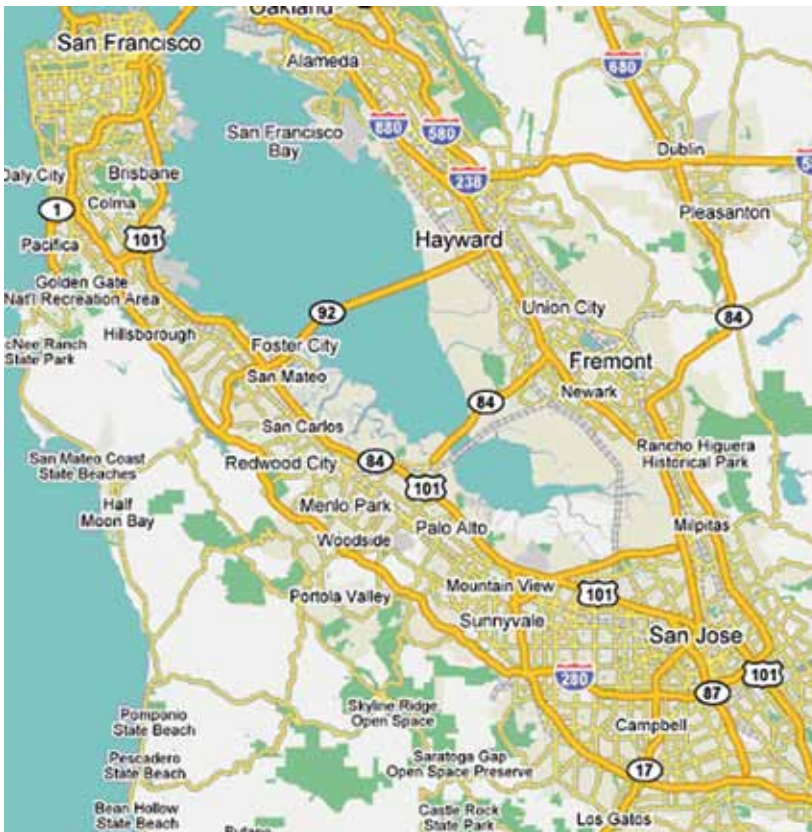 Oakland
San Francisco
Alameda
680
880
580
San Francisco
Bay
Dublin
238
Daly City
Brisbane
Colma
1
Pleasanton
101
Hayward
Pacifica
Golden Gate
Nat'l Recreation Area
92
Union City
84
Hillsborough
Foster City
cNee Ranch
State Park
Fremont
San Mateo
Newark
84
San Carlos
Rancho Higuera
Historical Park
84
Redwood City
San Mateo Coast
State Beaches
101
Menlo Park
Half
Moon Bay
Palo Alto
Milpitas
Woodside
Mountain View
101
Portola Valley
Sunnyvale
San Jose
280
101
87
Skyline Ridge
Open Space
Pomponio
State Beach
Campbell
Pescadero
State Beach
Saratoga Gap
Open Space Preserve
17
Bean Hollow
State Beach
Castle Rock
State Park
Los Gatos